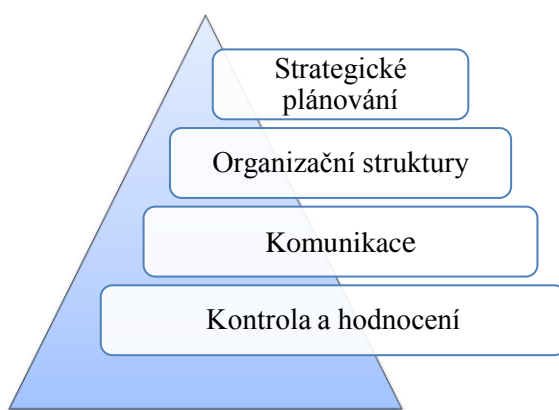 Strategické
plánování
Organizační struktury
Komunikace
Kontrola a hodnocení